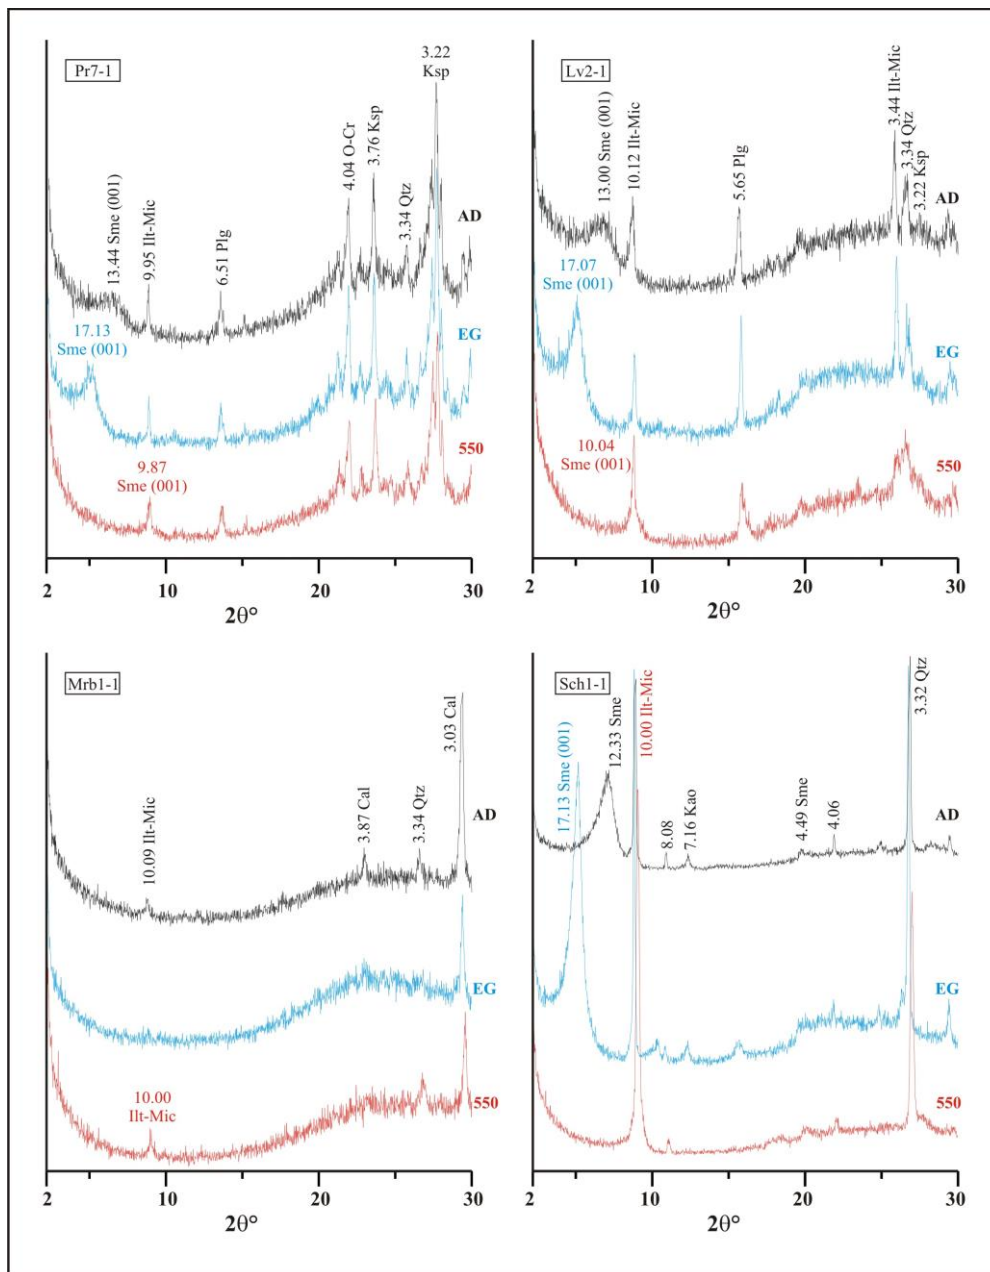 Pr7-1
13.44 Sme (001)
9.95 Ilt-Mic
6.51 Plg
4.04 O-Cr
3.76 Ksp
3.34 Qtz
3.22
Ksp
AD
17.13
Sme (001)
EG
9.87
Sme (001)
550
2
10
20
30
2θ°
Lv2-1
13.00 Sme (001)
10.12 Ilt-Mic
5.65 Plg
3.44 Ilt-Mic
3.34 Qtz
3.22 Ksp
AD
17.07
Sme (001)
EG
10.04
Sme (001)
550
2
10
20
30
2θ°
Mrb1-1
10.09 Ilt-Mic
3.87 Cal
3.34 Qtz
3.03 Cal
AD
EG
10.00
Ilt-Mic
550
2
10
20
30
2θ°
Sch1-1
17.13 Sme (001)
12.33 Sme
10.00 Ilt-Mic
8.08
7.16 Kao
4.49 Sme
4.06
3.32 Qtz
AD
EG
550
2
10
20
30
2θ°